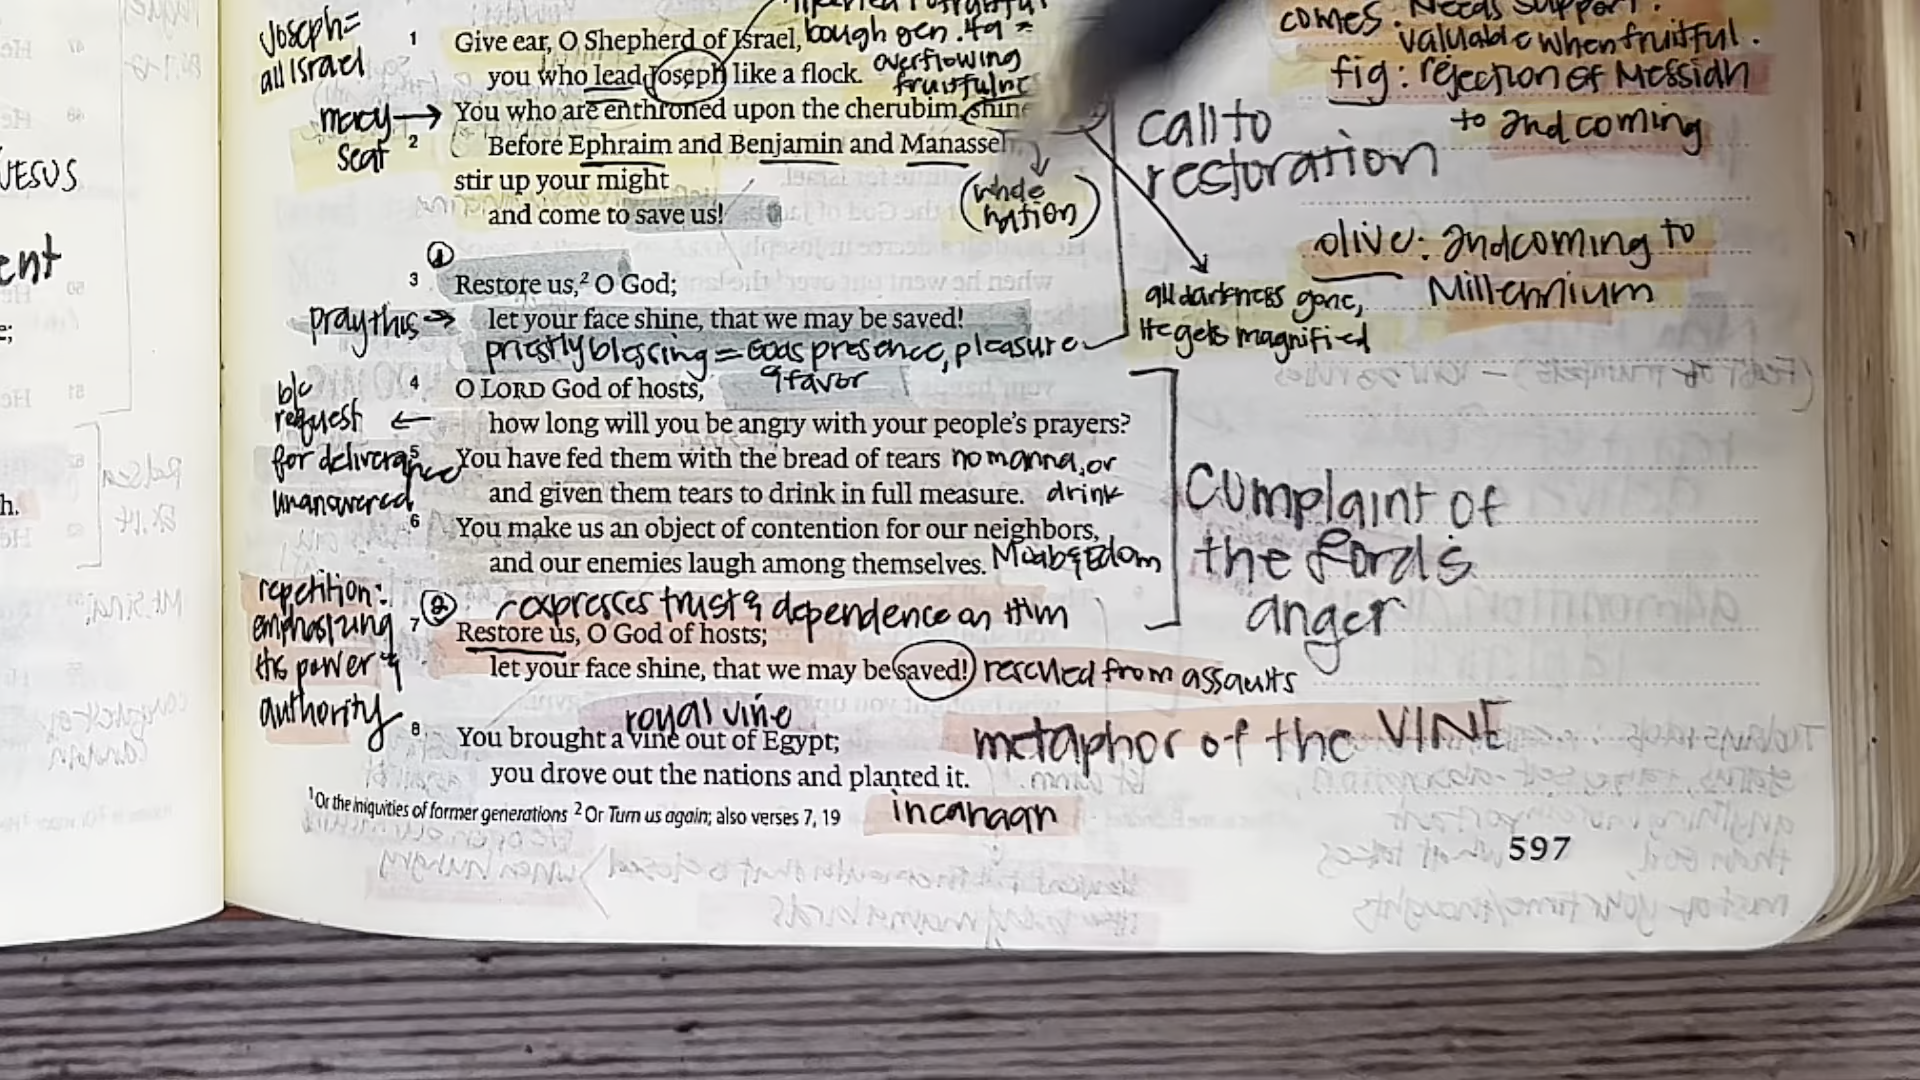 comes. Needs support.
valuable when fruitful.
fig: rejection of Messiah
to 2nd coming
Joseph=
all Israel
1 Give ear, O Shepherd of Israel, bough gen. 49 =
you who lead Joseph like a flock. overflowing
mercy → You who are enthroned upon the cherubim, shine
seat
2 Before Ephraim and Benjamin and Manasseh,
stir up your might (whole
and come to save us! nation)
call to
restoration
olive: 2nd coming to
Millennium
all darkness gone,
He gets magnified
1
3 Restore us,² O God;
pray this → let your face shine, that we may be saved!
priestly blessing = Gods presence, pleasure
& favor
4 O LORD God of hosts,
how long will you be angry with your people's prayers?
b/c
request ←
for deliverance
unanswered
5 You have fed them with the bread of tears no manna, or
and given them tears to drink in full measure. drink
6 You make us an object of contention for our neighbors,
and our enemies laugh among themselves. Moab & Edom
complaint of
the Lord's
anger
repetition:
emphasizing
His power &
authority
2 expresses trust & dependence on Him
7 Restore us, O God of hosts;
let your face shine, that we may be saved! rescued from assaults
royal vine
8 You brought a vine out of Egypt; metaphor of the VINE
you drove out the nations and planted it.
in canaan
¹Or the iniquities of former generations ²Or Turn us again; also verses 7, 19
597
JESUS
h.